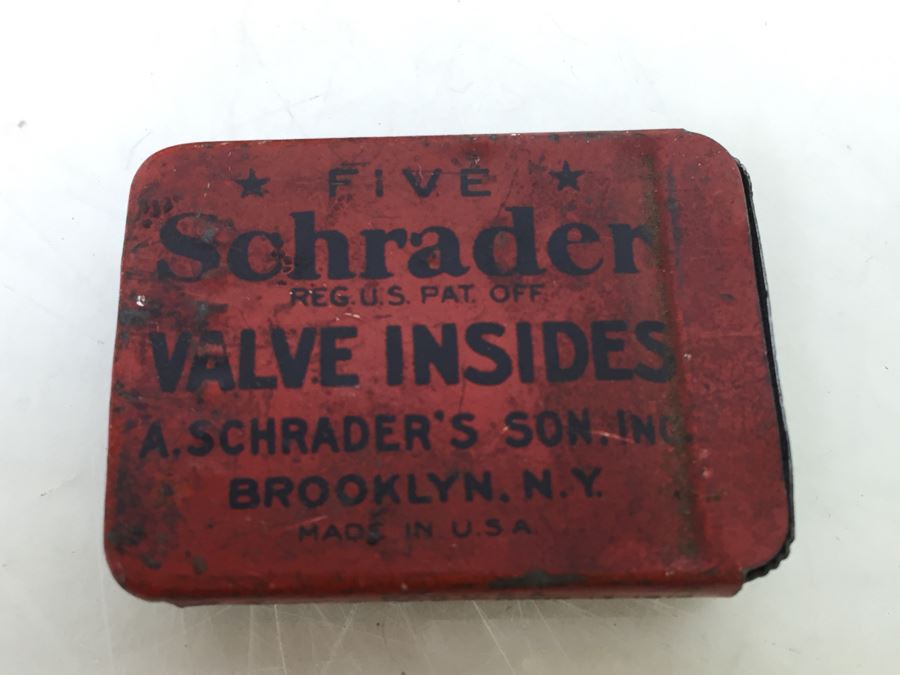 ★ FIVE ★
Schrader
REG. U.S. PAT. OFF.
VALVE INSIDES
A. SCHRADER'S SON, INC.
BROOKLYN, N.Y.
MADE IN U.S.A.